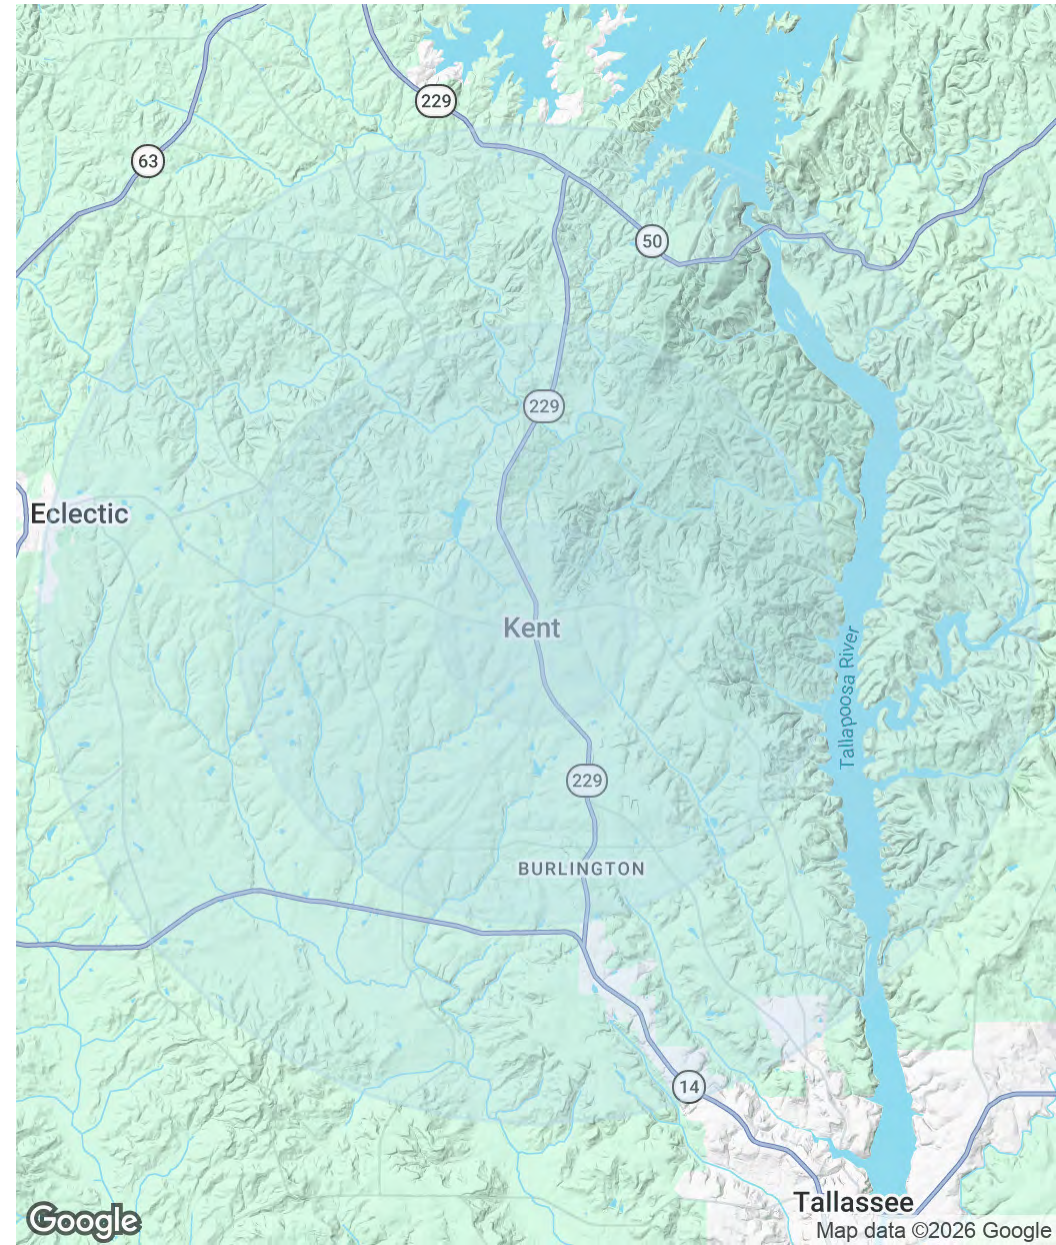 229
63
50
229
Eclectic
Kent
Tallapoosa River
229
BURLINGTON
14
Tallassee
Google
Map data ©2026 Google